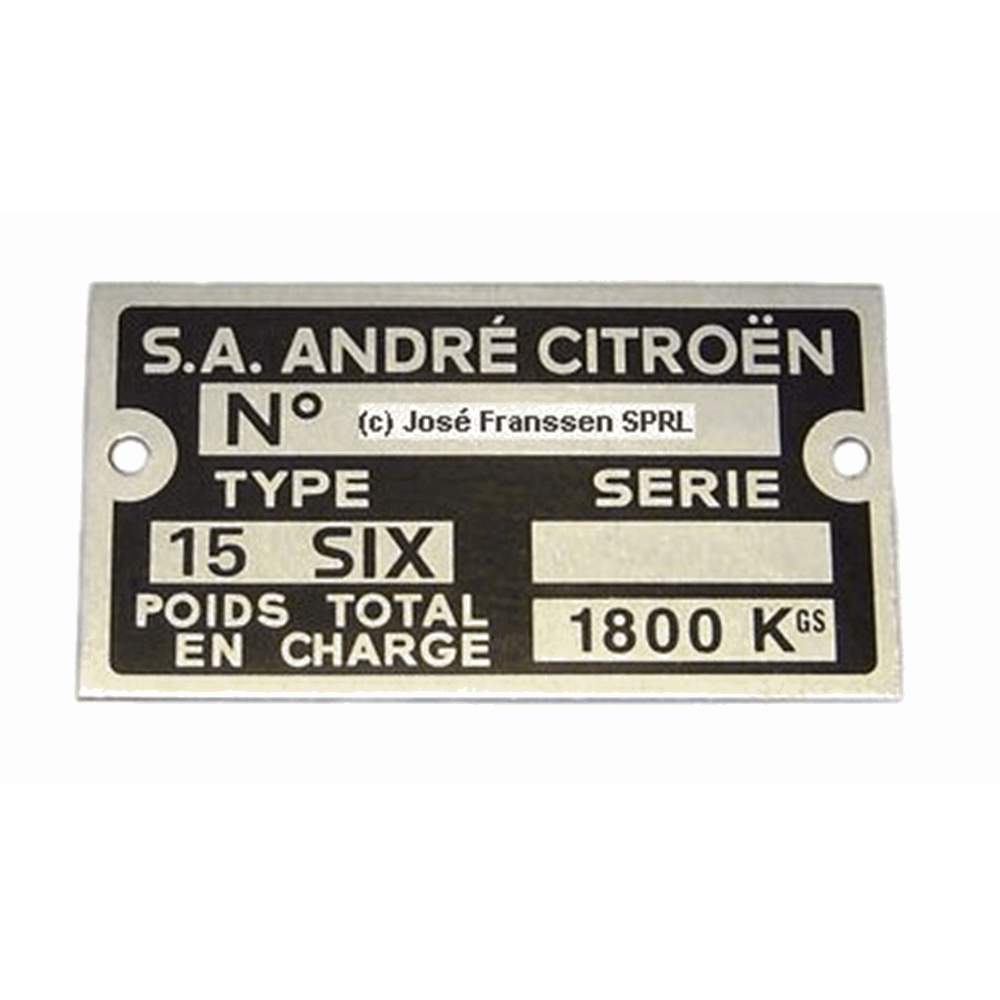 S.A. ANDRÉ CITROËN
N° (c) José Franssen SPRL
TYPE SERIE
15 SIX
POIDS TOTAL
EN CHARGE 1800 KGS